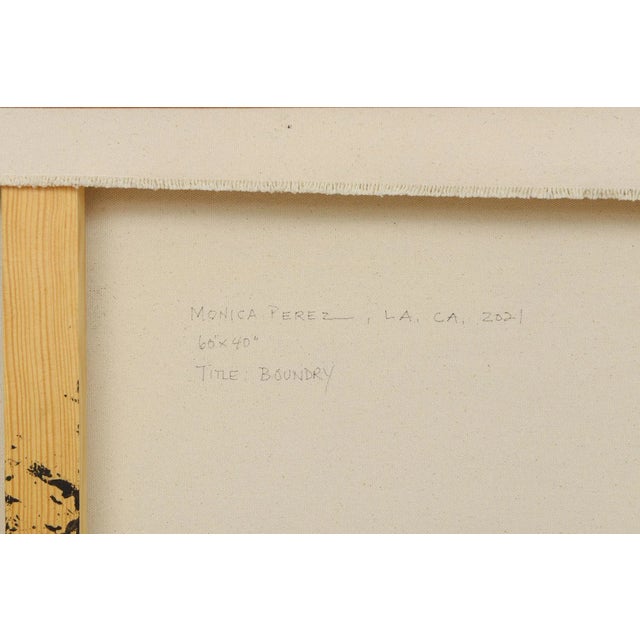 MONICA PEREZ, LA, CA, 2021
60"x40"
TITLE: BOUNDRY